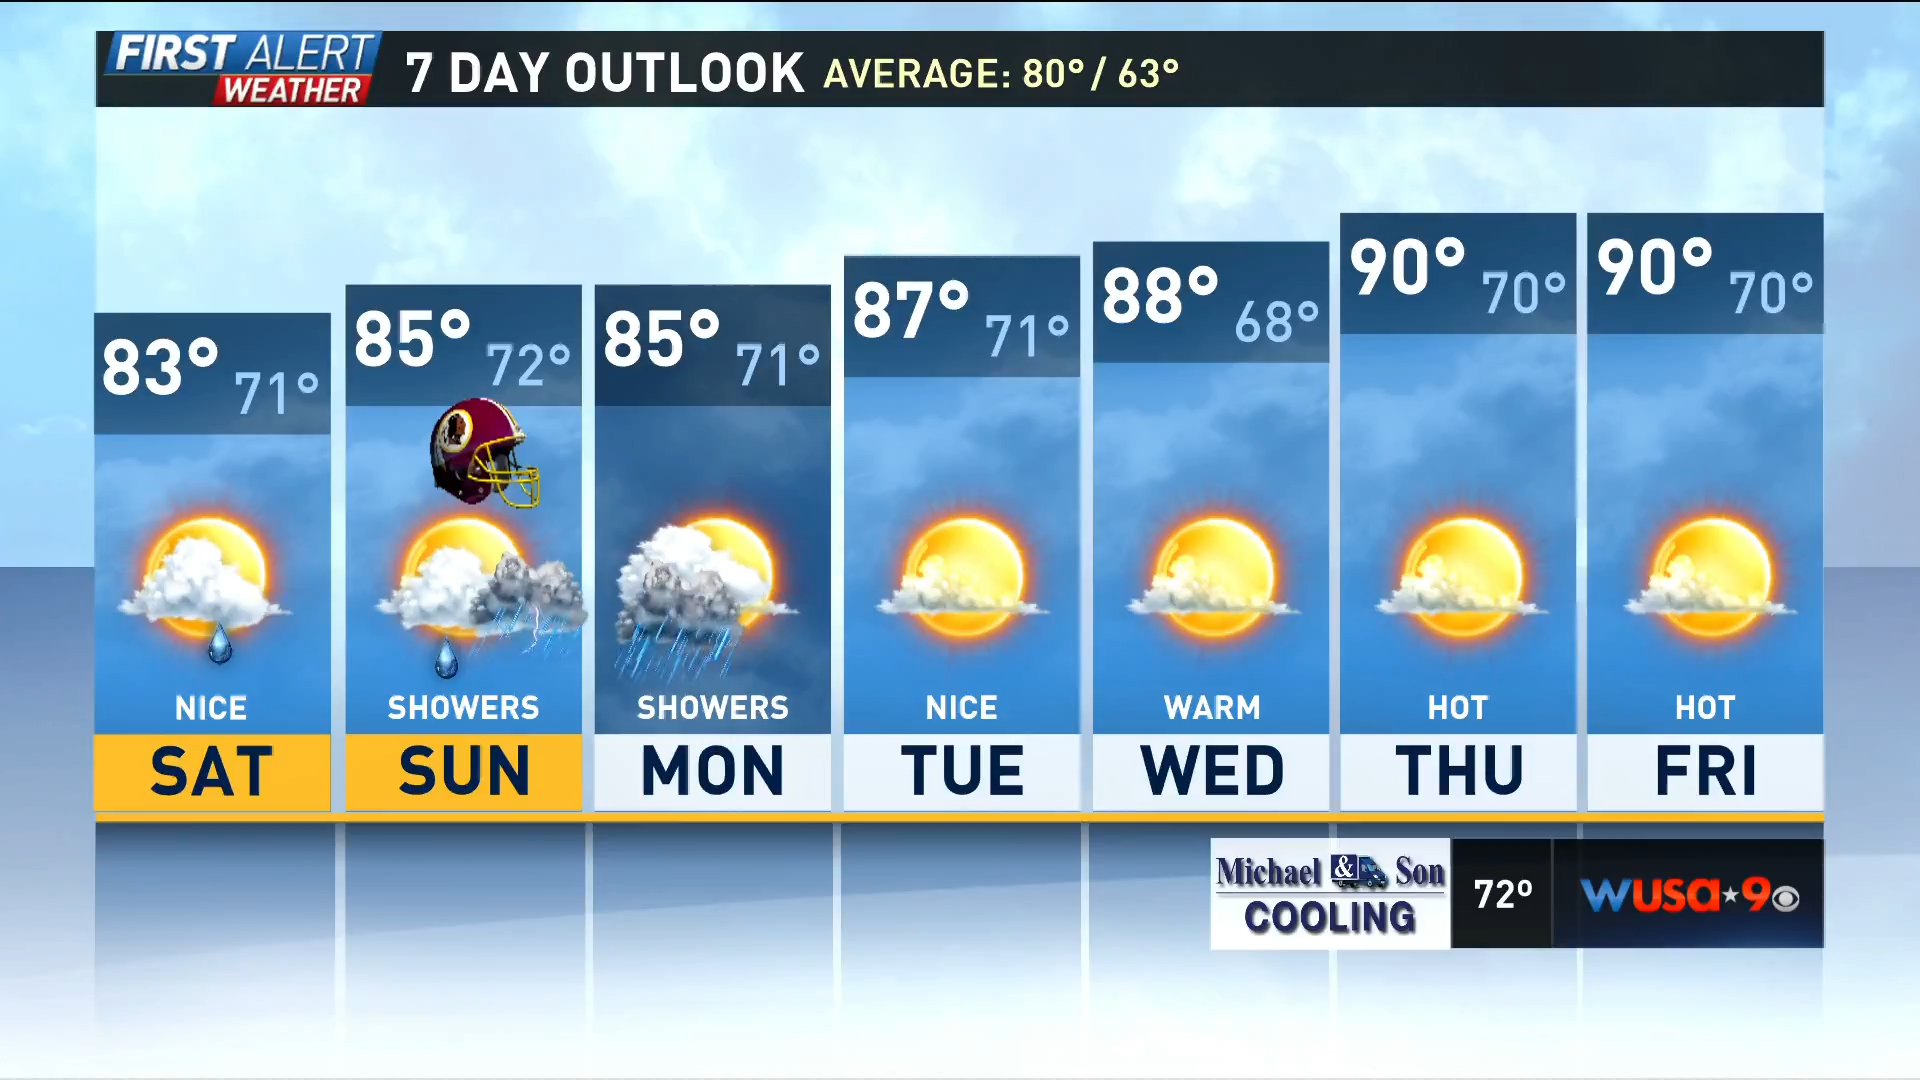 FIRST ALERT
WEATHER
7 DAY OUTLOOK AVERAGE: 80° / 63°
83° 71°
85° 72°
85° 71°
87° 71°
88° 68°
90° 70°
90° 70°
NICE
SHOWERS
SHOWERS
NICE
WARM
HOT
HOT
SAT
SUN
MON
TUE
WED
THU
FRI
Michael & Son
COOLING
72°
WUSA★9